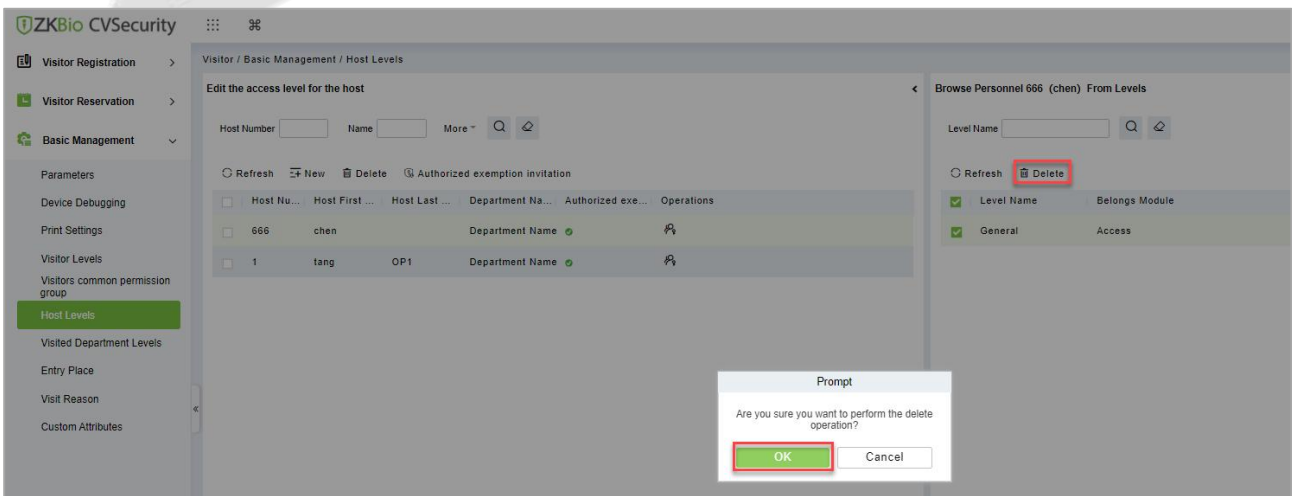 ZKBio CVSecurity
Visitor Registration
Visitor Reservation
Basic Management
Parameters
Device Debugging
Print Settings
Visitor Levels
Visitors common permission
group
Host Levels
Visited Department Levels
Entry Place
Visit Reason
Custom Attributes
Visitor / Basic Management / Host Levels
Edit the access level for the host
Host Number Name More
Refresh New Delete Authorized exemption invitation
Host Nu... Host First ... Host Last ... Department Na... Authorized exe... Operations
666 chen Department Name
1 tang OP1 Department Name
Browse Personnel 666 (chen) From Levels
Level Name
Refresh Delete
Level Name Belongs Module
General Access
Prompt
Are you sure you want to perform the delete
operation?
OK Cancel